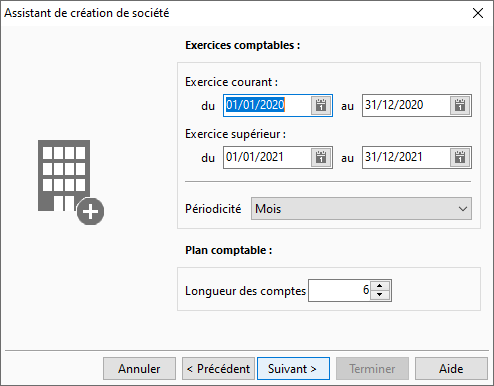 Assistant de création de société
Exercices comptables :
Exercice courant :
du 01/01/2020 au 31/12/2020
Exercice supérieur :
du 01/01/2021 au 31/12/2021
Périodicité Mois
Plan comptable :
Longueur des comptes 6
Annuler < Précédent Suivant > Terminer Aide